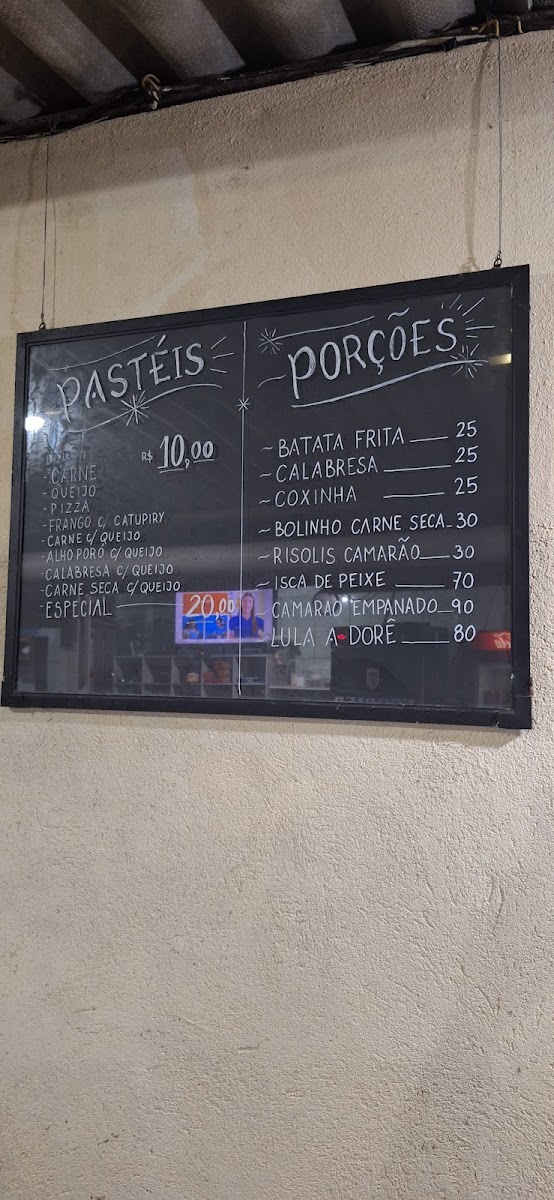 PASTÉIS
R$ 10,00
- CARNE
- QUEIJO
- PIZZA
- FRANGO C/ CATUPIRY
- CARNE C/ QUEIJO
- ALHO PORÓ C/ QUEIJO
- CALABRESA C/ QUEIJO
- CARNE SECA C/ QUEIJO
- ESPECIAL 20,00
PORÇÕES
~ BATATA FRITA 25
~ CALABRESA 25
~ COXINHA 25
~ BOLINHO CARNE SECA 30
~ RISOLIS CAMARÃO 30
~ ISCA DE PEIXE 70
~ CAMARÃO EMPANADO 90
~ LULA A DORÊ 80